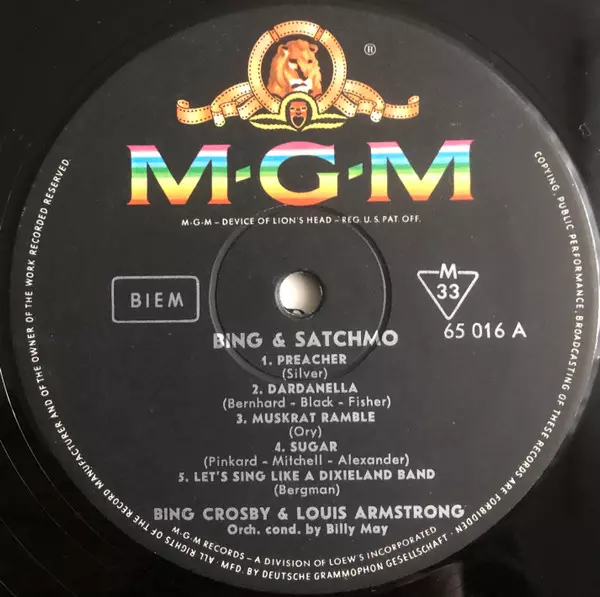 ®
M·G·M
M·G·M – DEVICE OF LION'S HEAD – REG. U.S. PAT. OFF.
BIEM
M
33
65 016 A
BING & SATCHMO
1. PREACHER
(Silver)
2. DARDANELLA
(Bernhard - Black - Fisher)
3. MUSKRAT RAMBLE
(Ory)
4. SUGAR
(Pinkard - Mitchell - Alexander)
5. LET'S SING LIKE A DIXIELAND BAND
(Bergman)
BING CROSBY & LOUIS ARMSTRONG
Orch. cond. by Billy May
M-G-M RECORDS – A DIVISION OF LOEW'S INCORPORATED
MFD. BY DEUTSCHE GRAMMOPHON GESELLSCHAFT ·
ALL RIGHTS OF THE RECORD MANUFACTURER AND OF THE OWNER OF THE WORK RECORDED RESERVED.
COPYING, PUBLIC PERFORMANCE, BROADCASTING OF THESE RECORDS ARE FORBIDDEN